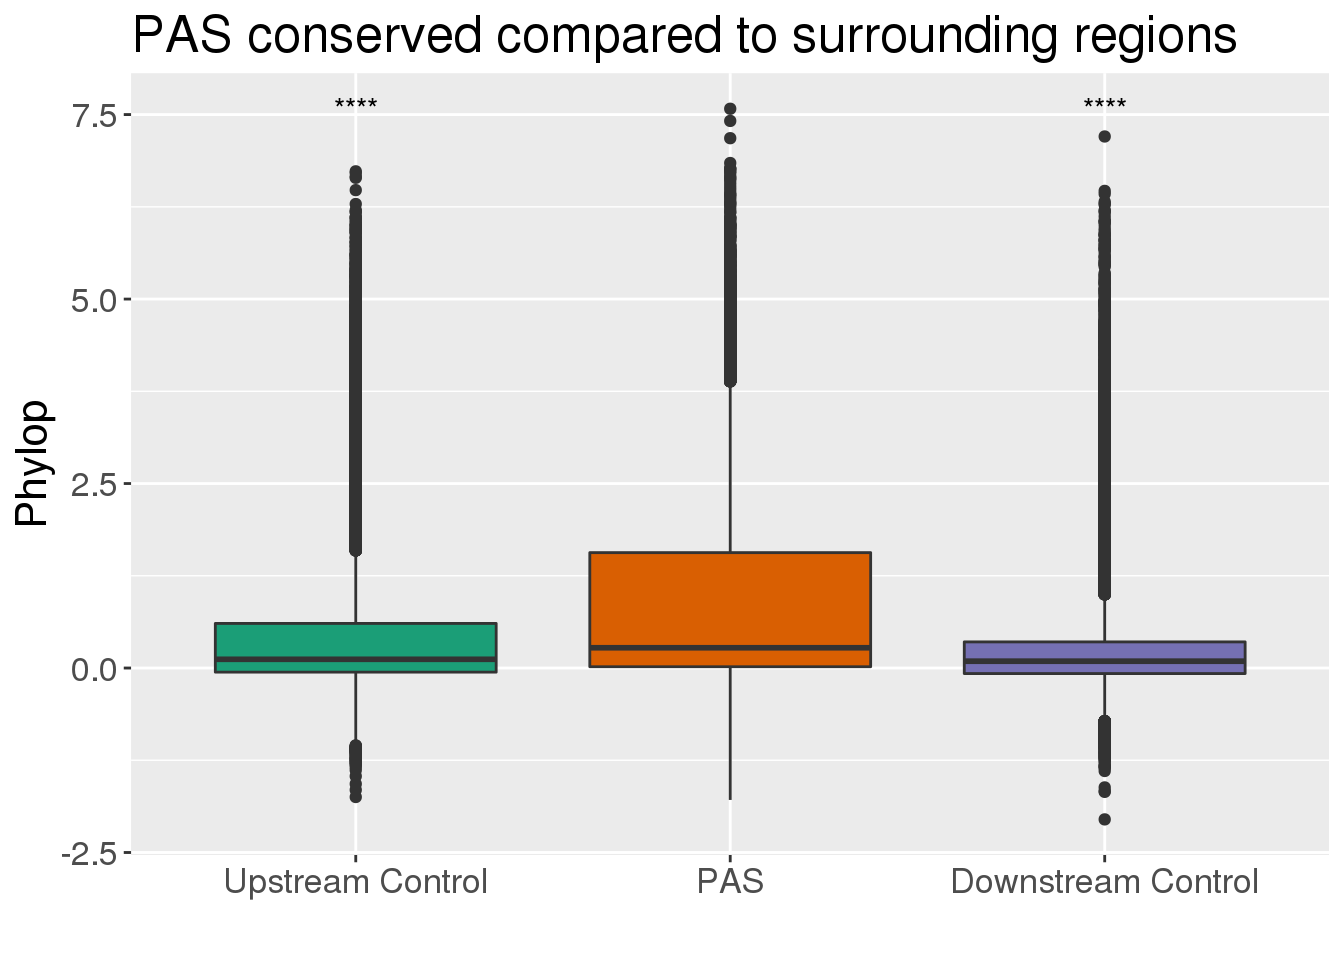 PAS conserved compared to surrounding regions
**** ****
7.5
5.0
2.5
0.0
-2.5
Phylop
Upstream Control PAS Downstream Control